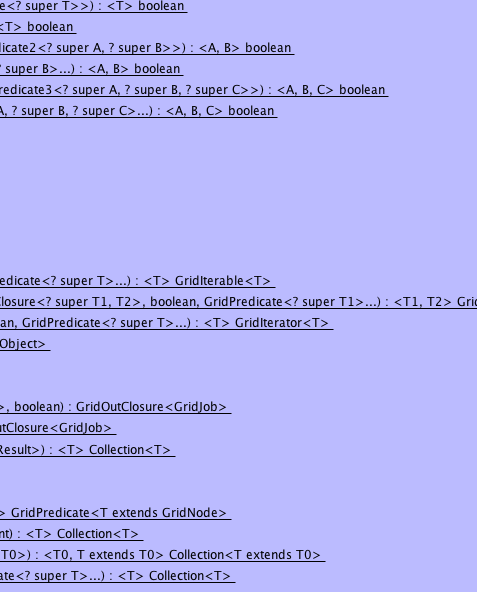 e<? super T>>) : <T> boolean
<T> boolean
dicate2<? super A, ? super B>>) : <A, B> boolean
? super B>...) : <A, B> boolean
redicate3<? super A, ? super B, ? super C>>) : <A, B, C> boolean
A, ? super B, ? super C>...) : <A, B, C> boolean
edicate<? super T>...) : <T> GridIterable<T>
Closure<? super T1, T2>, boolean, GridPredicate<? super T1>...) : <T1, T2> Grid
an, GridPredicate<? super T>...) : <T> GridIterator<T>
Object>
>, boolean) : GridOutClosure<GridJob>
utClosure<GridJob>
Result>) : <T> Collection<T>
> GridPredicate<T extends GridNode>
nt) : <T> Collection<T>
T0>) : <T0, T extends T0> Collection<T extends T0>
ate<? super T>...) : <T> Collection<T>